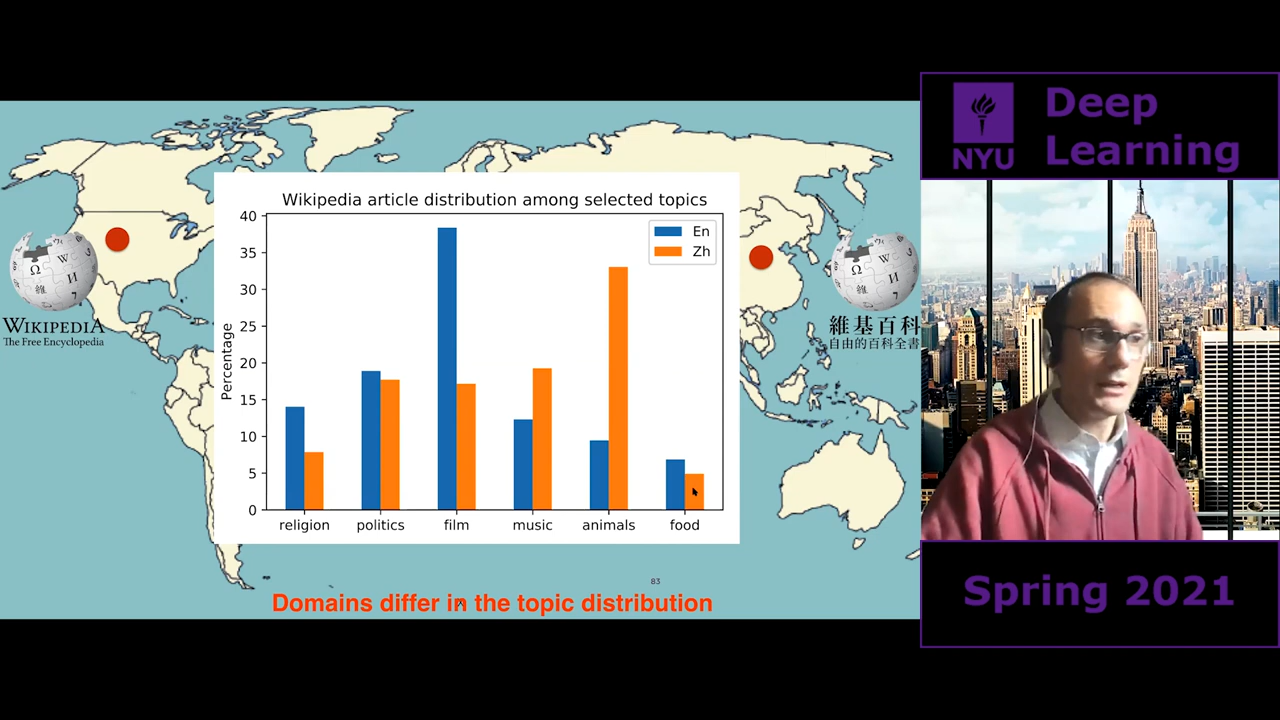 Wikipedia article distribution among selected topics
40
35
30
25
20
15
10
5
0
Percentage
En
Zh
religion politics film music animals food
WIKIPEDIA
The Free Encyclopedia
維基百科
自由的百科全書
83
Domains differ in the topic distribution
NYU
Deep
Learning
Spring 2021
Ω
W
И
維
Ω
W
И
維